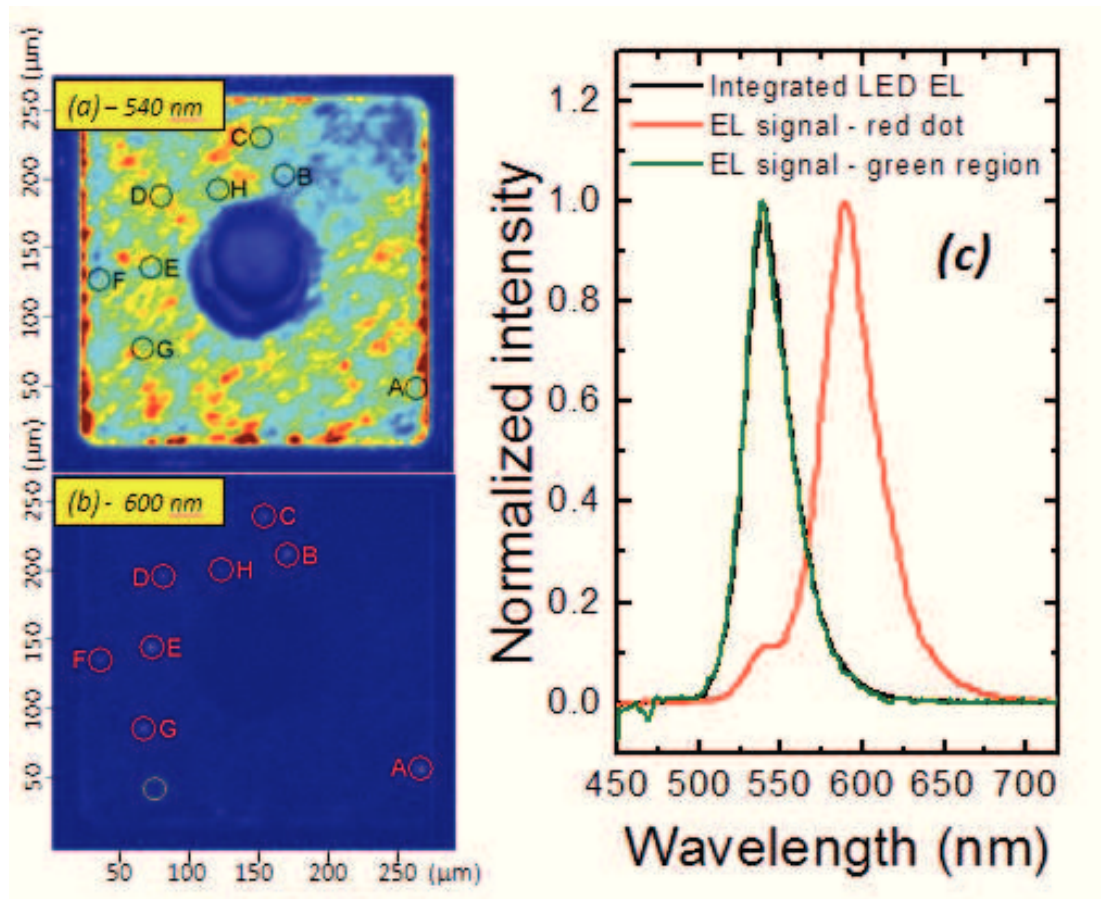 (µm)
250
200
150
100
50
(µm)
(a) – 540 nm
C
B
D
H
E
F
G
A
250
200
150
100
50
(b) - 600 nm
C
B
D
H
E
F
G
A
50
100
150
200
250
(µm)
Integrated LED EL
EL signal - red dot
EL signal - green region
(c)
Normalized intensity
1.2
1.0
0.8
0.6
0.4
0.2
0.0
450
500
550
600
650
700
Wavelength (nm)